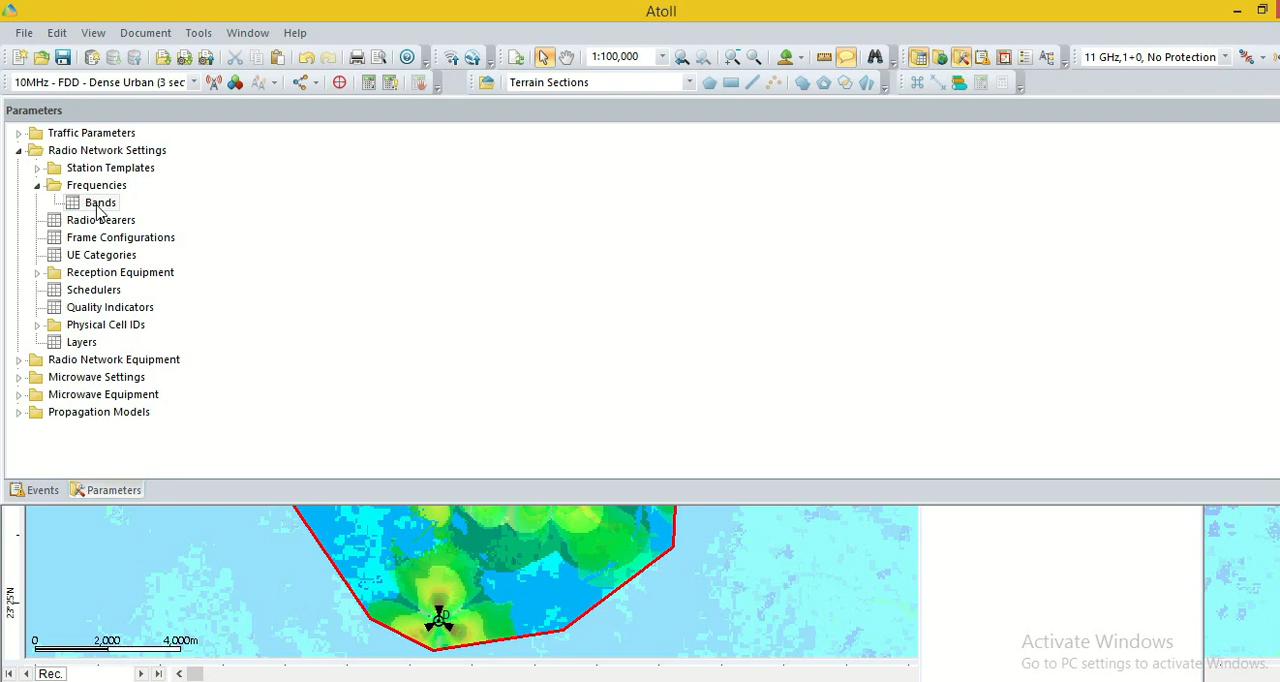 Atoll
File Edit View Document Tools Window Help
1:100,000 11 GHz,1+0, No Protection
10MHz - FDD - Dense Urban (3 sec Terrain Sections
Parameters
Traffic Parameters
Radio Network Settings
Station Templates
Frequencies
Bands
Radio Bearers
Frame Configurations
UE Categories
Reception Equipment
Schedulers
Quality Indicators
Physical Cell IDs
Layers
Radio Network Equipment
Microwave Settings
Microwave Equipment
Propagation Models
Events Parameters
0 2,000 4,000m
Activate Windows
Go to PC settings to activate Windows.
Rec.